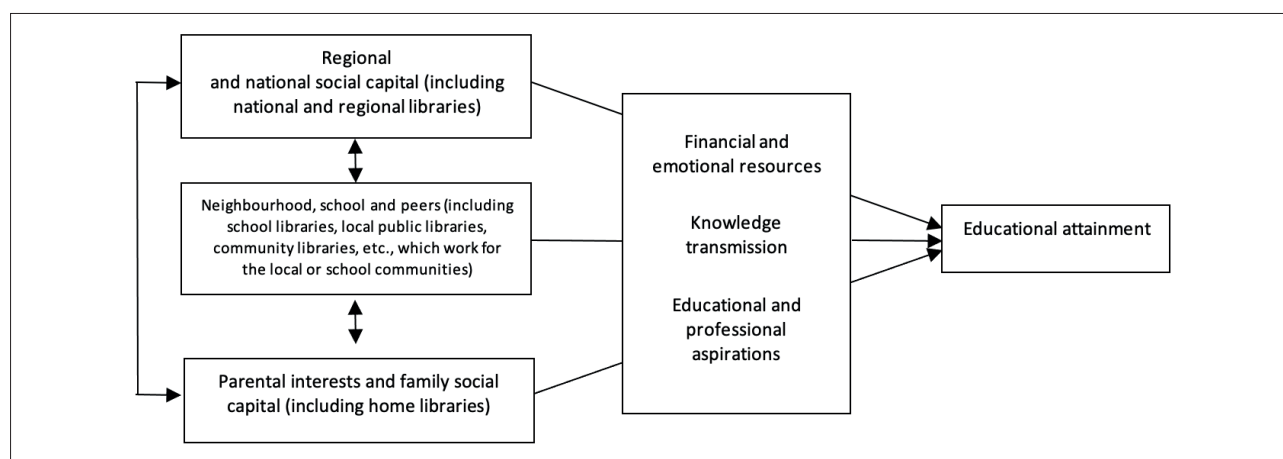 Regional
and national social capital (including
national and regional libraries)
Neighbourhood, school and peers (including
school libraries, local public libraries,
community libraries, etc., which work for
the local or school communities)
Parental interests and family social
capital (including home libraries)
Financial and
emotional resources
Knowledge
transmission
Educational and
professional
aspirations
Educational attainment